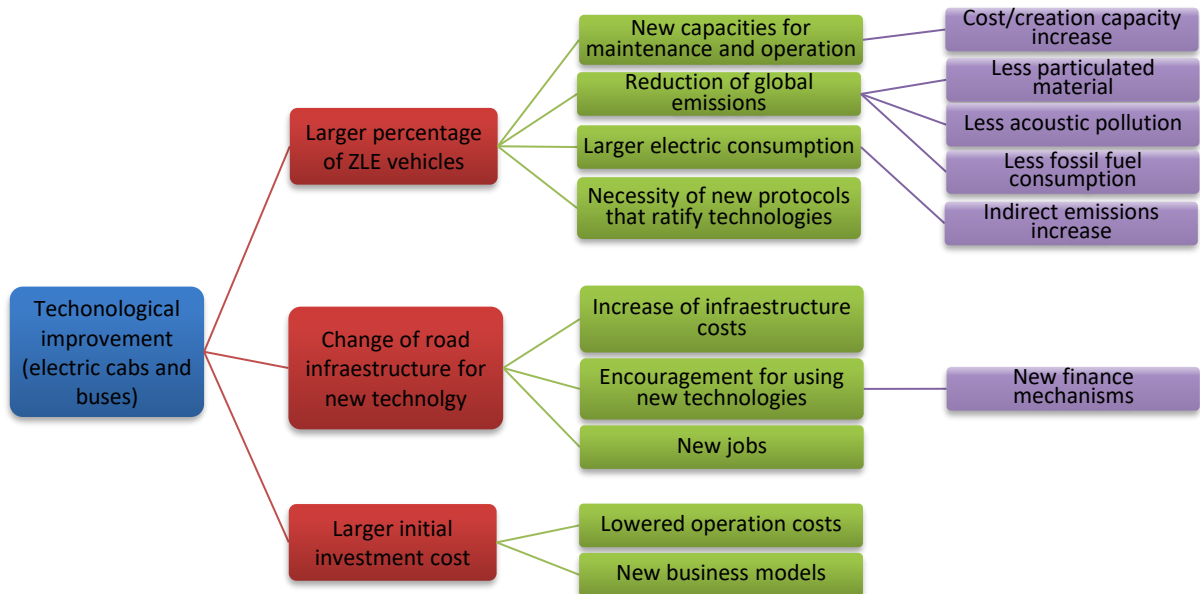 Techonological
improvement
(electric cabs and
buses)
Larger percentage
of ZLE vehicles
Change of road
infraestructure for
new technolgy
Larger initial
investment cost
New capacities for
maintenance and operation
Reduction of global
emissions
Larger electric consumption
Necessity of new protocols
that ratify technologies
Increase of infraestructure
costs
Encouragement for using
new technologies
New jobs
Lowered operation costs
New business models
Cost/creation capacity
increase
Less particulated
material
Less acoustic pollution
Less fossil fuel
consumption
Indirect emissions
increase
New finance
mechanisms